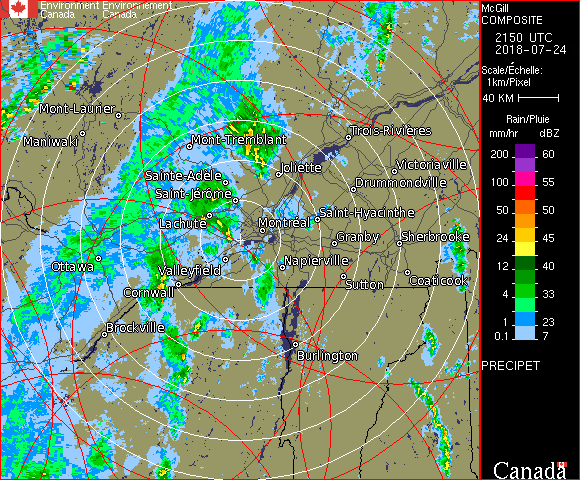 Environment Environnement
Canada Canada
McGill
COMPOSITE
2150 UTC
2018-07-24
Scale/Échelle:
1km/Pixel
40 KM
Rain/Pluie
mm/hr dBZ
200 60
100 55
50 50
24 45
12 40
4 33
1 23
0.1 7
PRECIPET
Canada
Mont-Laurier
Maniwaki
Mont-Tremblant
Trois-Rivières
Joliette
Victoriaville
Sainte-Adèle
Drummondville
Saint-Jérôme
Saint-Hyacinthe
Lachute
Montréal
Granby
Sherbrooke
Ottawa
Valleyfield
Napierville
Coaticook
Sutton
Cornwall
Brockville
Burlington